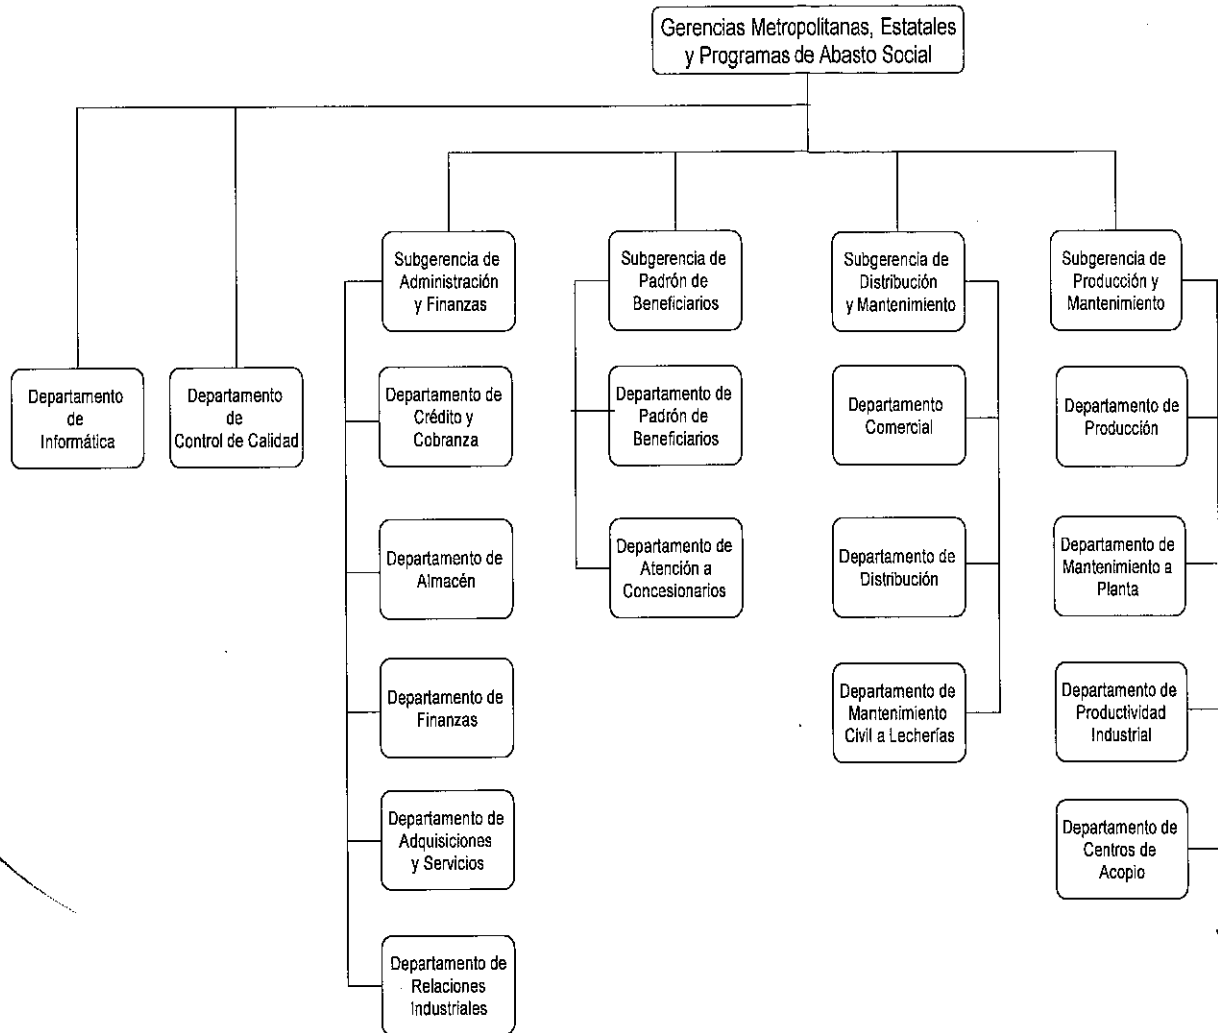 Gerencias Metropolitanas, Estatales
y Programas de Abasto Social
Departamento
de
Informática
Departamento
de
Control de Calidad
Subgerencia de
Administración
y Finanzas
Departamento de
Crédito y
Cobranza
Departamento de
Almacén
Departamento de
Finanzas
Departamento de
Adquisiciones
y Servicios
Departamento de
Relaciones
Industriales
Subgerencia de
Padrón de
Beneficiarios
Departamento de
Padrón de
Beneficiarios
Departamento de
Atención a
Concesionarios
Subgerencia de
Distribución
y Mantenimiento
Departamento
Comercial
Departamento de
Distribución
Departamento de
Mantenimiento
Civil a Lecherías
Subgerencia de
Producción y
Mantenimiento
Departamento de
Producción
Departamento de
Mantenimiento a
Planta
Departamento de
Productividad
Industrial
Departamento de
Centros de
Acopio